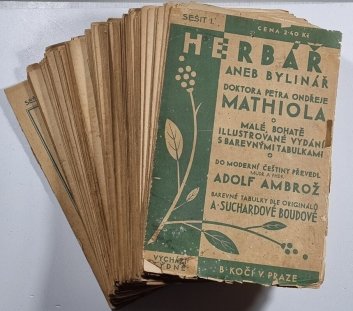 SEŠIT 1.
CENA 2·40 Kč
HERBÁŘ
ANEB BYLINÁŘ
DOKTORA PETRA ONDŘEJE
MATHIOLA
MALÉ, BOHATĚ
ILLUSTROVANÉ VYDÁNÍ
S BAREVNÝMI TABULKAMI
DO MODERNÍ ČEŠTINY PŘEVEDL
ADOLF AMBROŽ
BAREVNÉ TABULKY DLE ORIGINÁLŮ
A·SUCHARDOVÉ BOUDOVÉ
VYCHÁZÍ
TÝDNĚ
B·KOČÍ V PRAZE